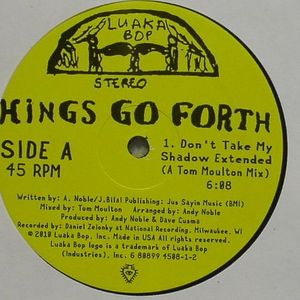 LUAKA
BOP
STEREO
KINGS GO FORTH
SIDE A
45 RPM
1. Don't Take My
Shadow Extended
(A Tom Moulton Mix)
6:08
Written by: A. Noble/J.Bilal Publishing: Jus Sayin Music (BMI)
Mixed by: Tom Moulton Arranged by: Andy Noble
Produced by: Andy Noble & Dave Cusma
Recorded by: Daniel Zelonky at National Recording, Milwaukee, WI
©2010 Luaka Bop, Inc. Made in USA All rights reserved.
Luaka Bop logo is a trademark of Luaka Bop
(Industries), Inc. 6 80899 4508-1-2